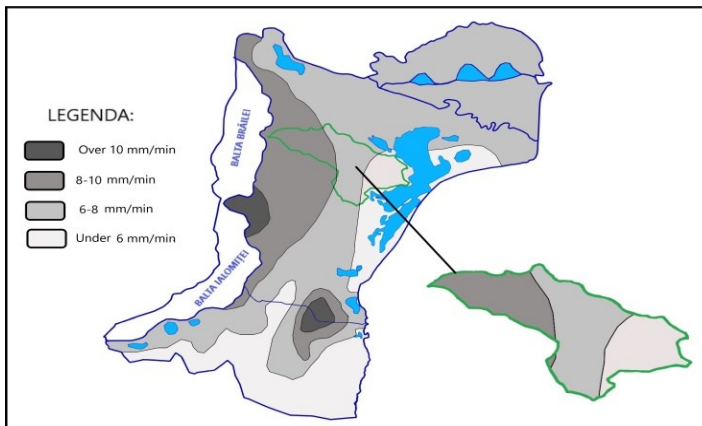 LEGENDA:
Over 10 mm/min
8-10 mm/min
6-8 mm/min
Under 6 mm/min
BALTA BRĂILEI
BALTA IALOMIȚEI